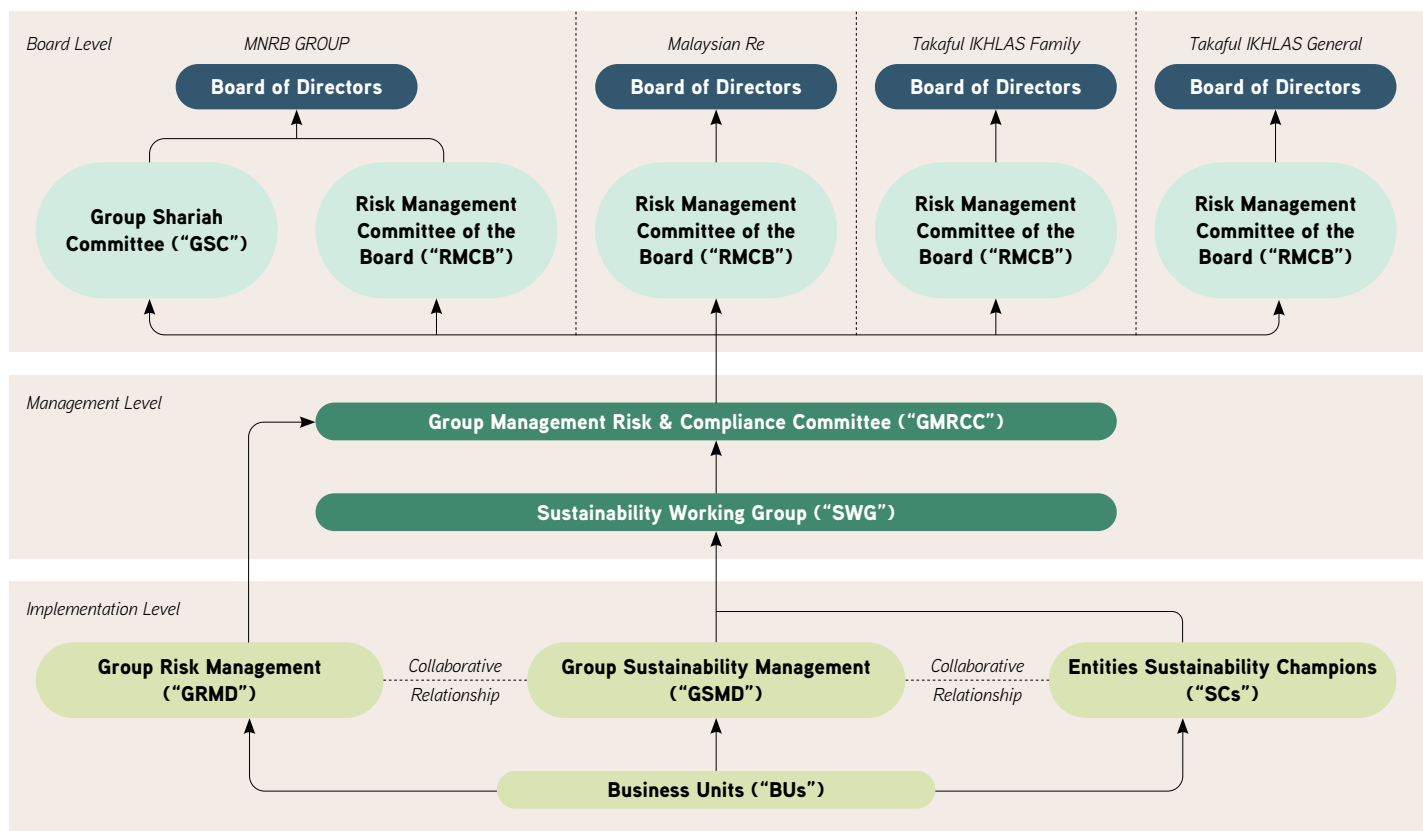 Board Level
MNRB GROUP
Malaysian Re
Takaful IKHLAS Family
Takaful IKHLAS General
Board of Directors
Board of Directors
Board of Directors
Board of Directors
Group Shariah
Committee (“GSC”)
Risk Management
Committee of the
Board (“RMCB”)
Risk Management
Committee of the
Board (“RMCB”)
Risk Management
Committee of the
Board (“RMCB”)
Risk Management
Committee of the
Board (“RMCB”)
Management Level
Group Management Risk & Compliance Committee (“GMRCC”)
Sustainability Working Group (“SWG”)
Implementation Level
Group Risk Management
(“GRMD”)
Collaborative
Relationship
Group Sustainability Management
(“GSMD”)
Collaborative
Relationship
Entities Sustainability Champions
(“SCs”)
Business Units (“BUs”)